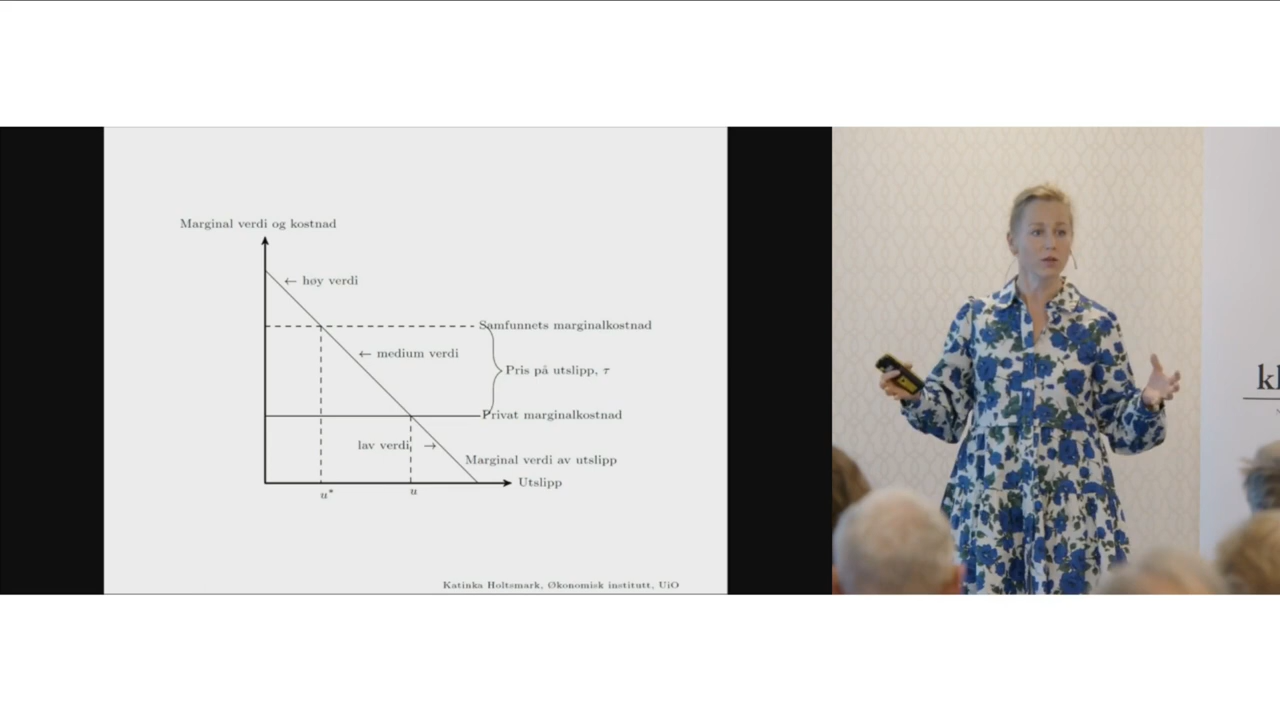 Marginal verdi og kostnad
← høy verdi
Samfunnets marginalkostnad
← medium verdi
Pris på utslipp, τ
Privat marginalkostnad
lav verdi →
Marginal verdi av utslipp
Utslipp
u* u
Katinka Holtsmark, Økonomisk institutt, UiO